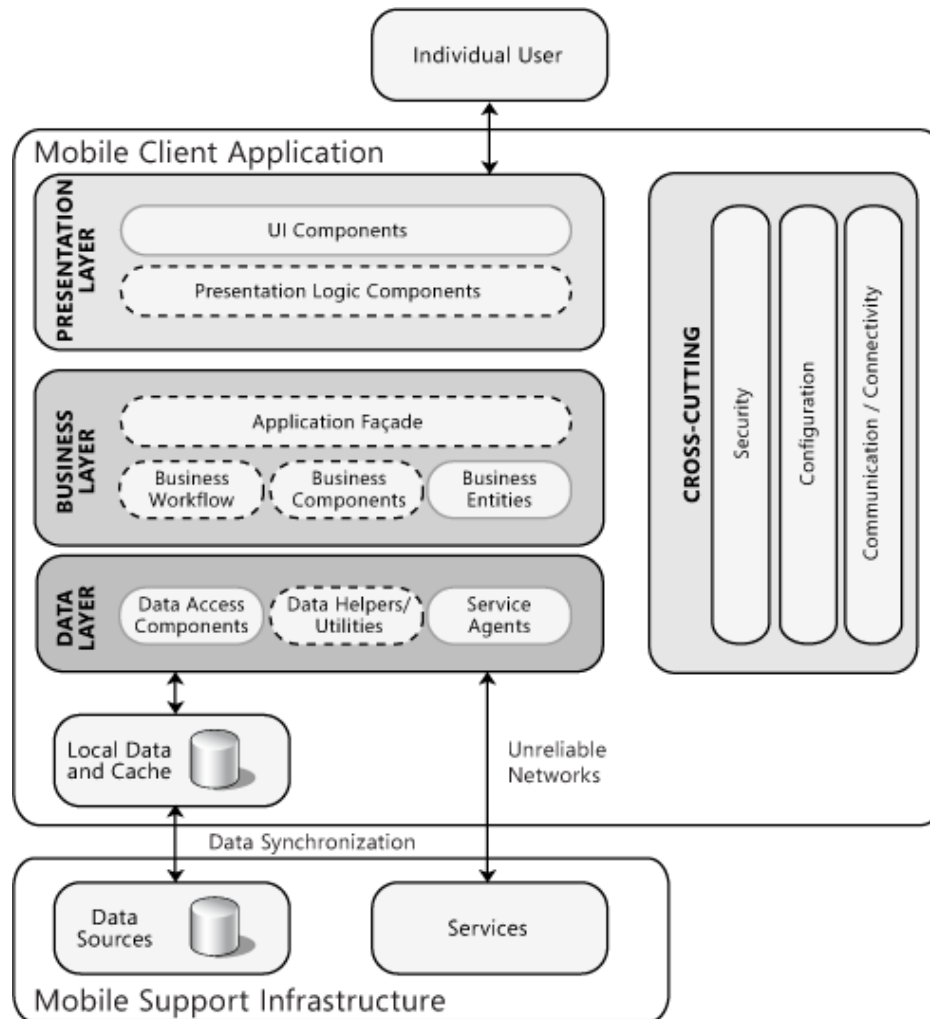 Individual User
Mobile Client Application
PRESENTATION
LAYER
UI Components
Presentation Logic Components
BUSINESS
LAYER
Application Façade
Business
Workflow
Business
Components
Business
Entities
DATA
LAYER
Data Access
Components
Data Helpers/
Utilities
Service
Agents
CROSS-CUTTING
Security
Configuration
Communication / Connectivity
Local Data
and Cache
Unreliable
Networks
Data Synchronization
Data
Sources
Services
Mobile Support Infrastructure